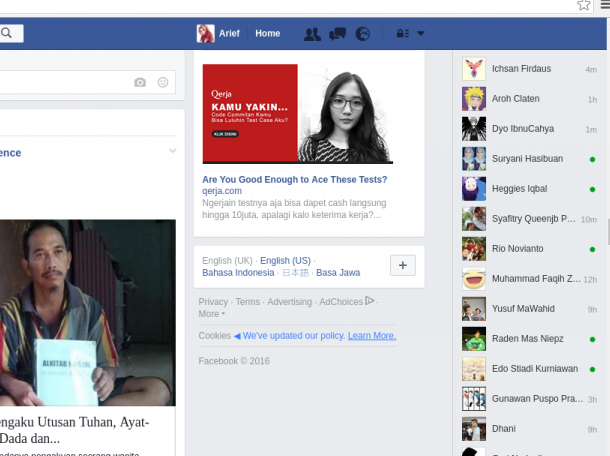 Arief
Home
ence
Qerja
KAMU YAKIN...
Code Commitan Kamu
Bisa Luluhin Test Case Aku?
KLIK DISINI
Are You Good Enough to Ace These Tests?
qerja.com
Ngerjain testnya aja bisa dapet cash langsung
hingga 10juta, apalagi kalo keterima kerja?...
English (UK) · English (US) ·
Bahasa Indonesia · 日本語 · Basa Jawa
+
Privacy · Terms · Advertising · AdChoices ·
More
Cookies ◀ We've updated our policy. Learn More.
Facebook © 2016
ngaku Utusan Tuhan, Ayat-
Dada dan...
Ichsan Firdaus 4m
Aroh Claten 1h
Dyo IbnuCahya 1m
Suryani Hasibuan
Heggies Iqbal
Syafitry Queenjb P... 10m
Rio Novianto
Muhammad Faqih Z... 12h
Yusuf MaWahid 9h
Raden Mas Niepz
Edo Stiadi Kurniawan
Gunawan Puspo Pra... 3h
Dhani 9h